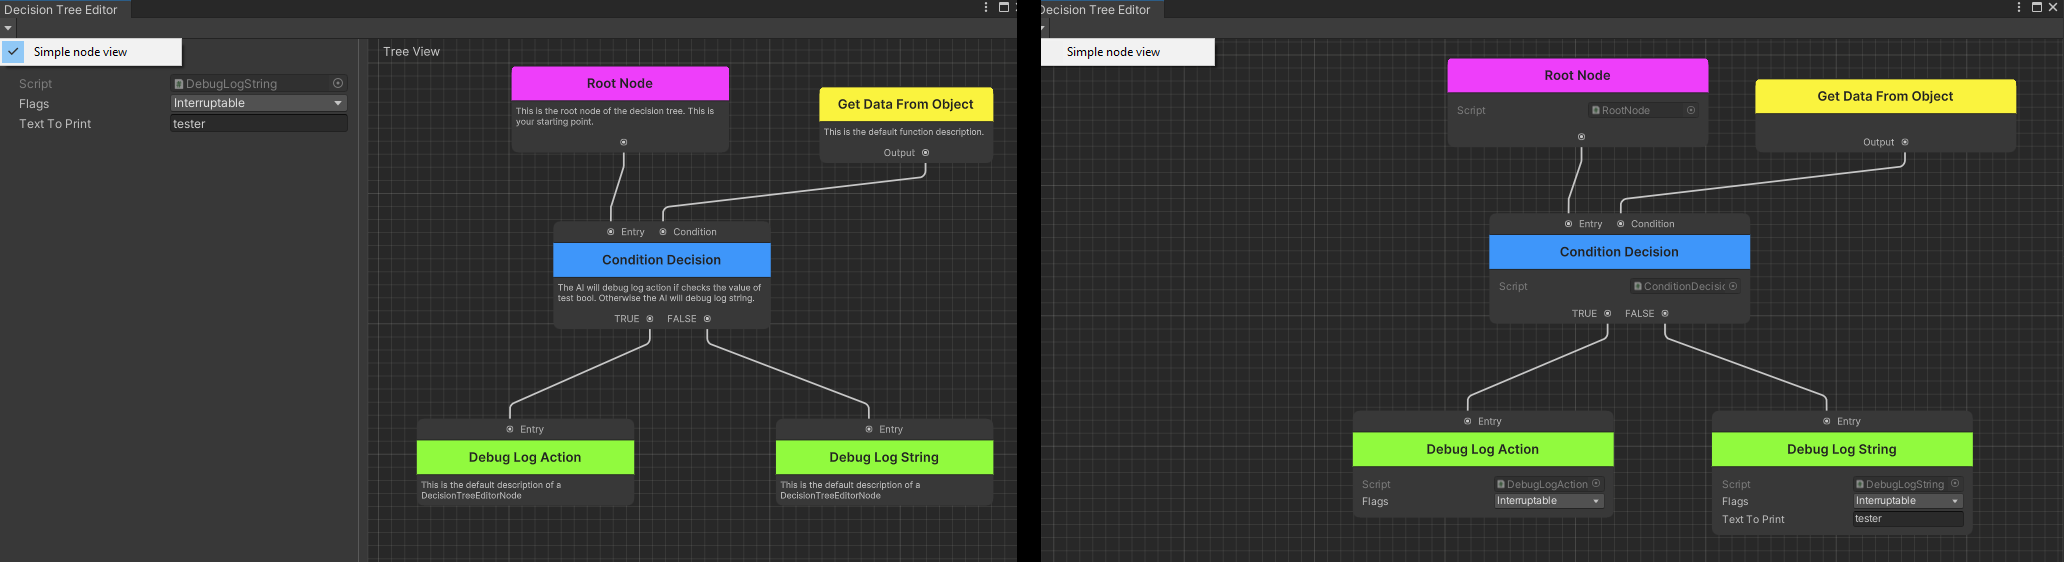 Decision Tree Editor
Simple node view
Script
DebugLogString
Flags
Interruptable
Text To Print
tester
Tree View
Root Node
This is the root node of the decision tree. This is
your starting point.
Get Data From Object
This is the default function description.
Output
Entry
Condition
Condition Decision
The AI will debug log action if checks the value of
test bool. Otherwise the AI will debug log string.
TRUE
FALSE
Entry
Debug Log Action
This is the default description of a
DecisionTreeEditorNode
Entry
Debug Log String
This is the default description of a
DecisionTreeEditorNode
Decision Tree Editor
Simple node view
Root Node
Script
RootNode
Get Data From Object
Output
Entry
Condition
Condition Decision
Script
ConditionDecisi
TRUE
FALSE
Entry
Debug Log Action
Script
DebugLogAction
Flags
Interruptable
Entry
Debug Log String
Script
DebugLogString
Flags
Interruptable
Text To Print
tester